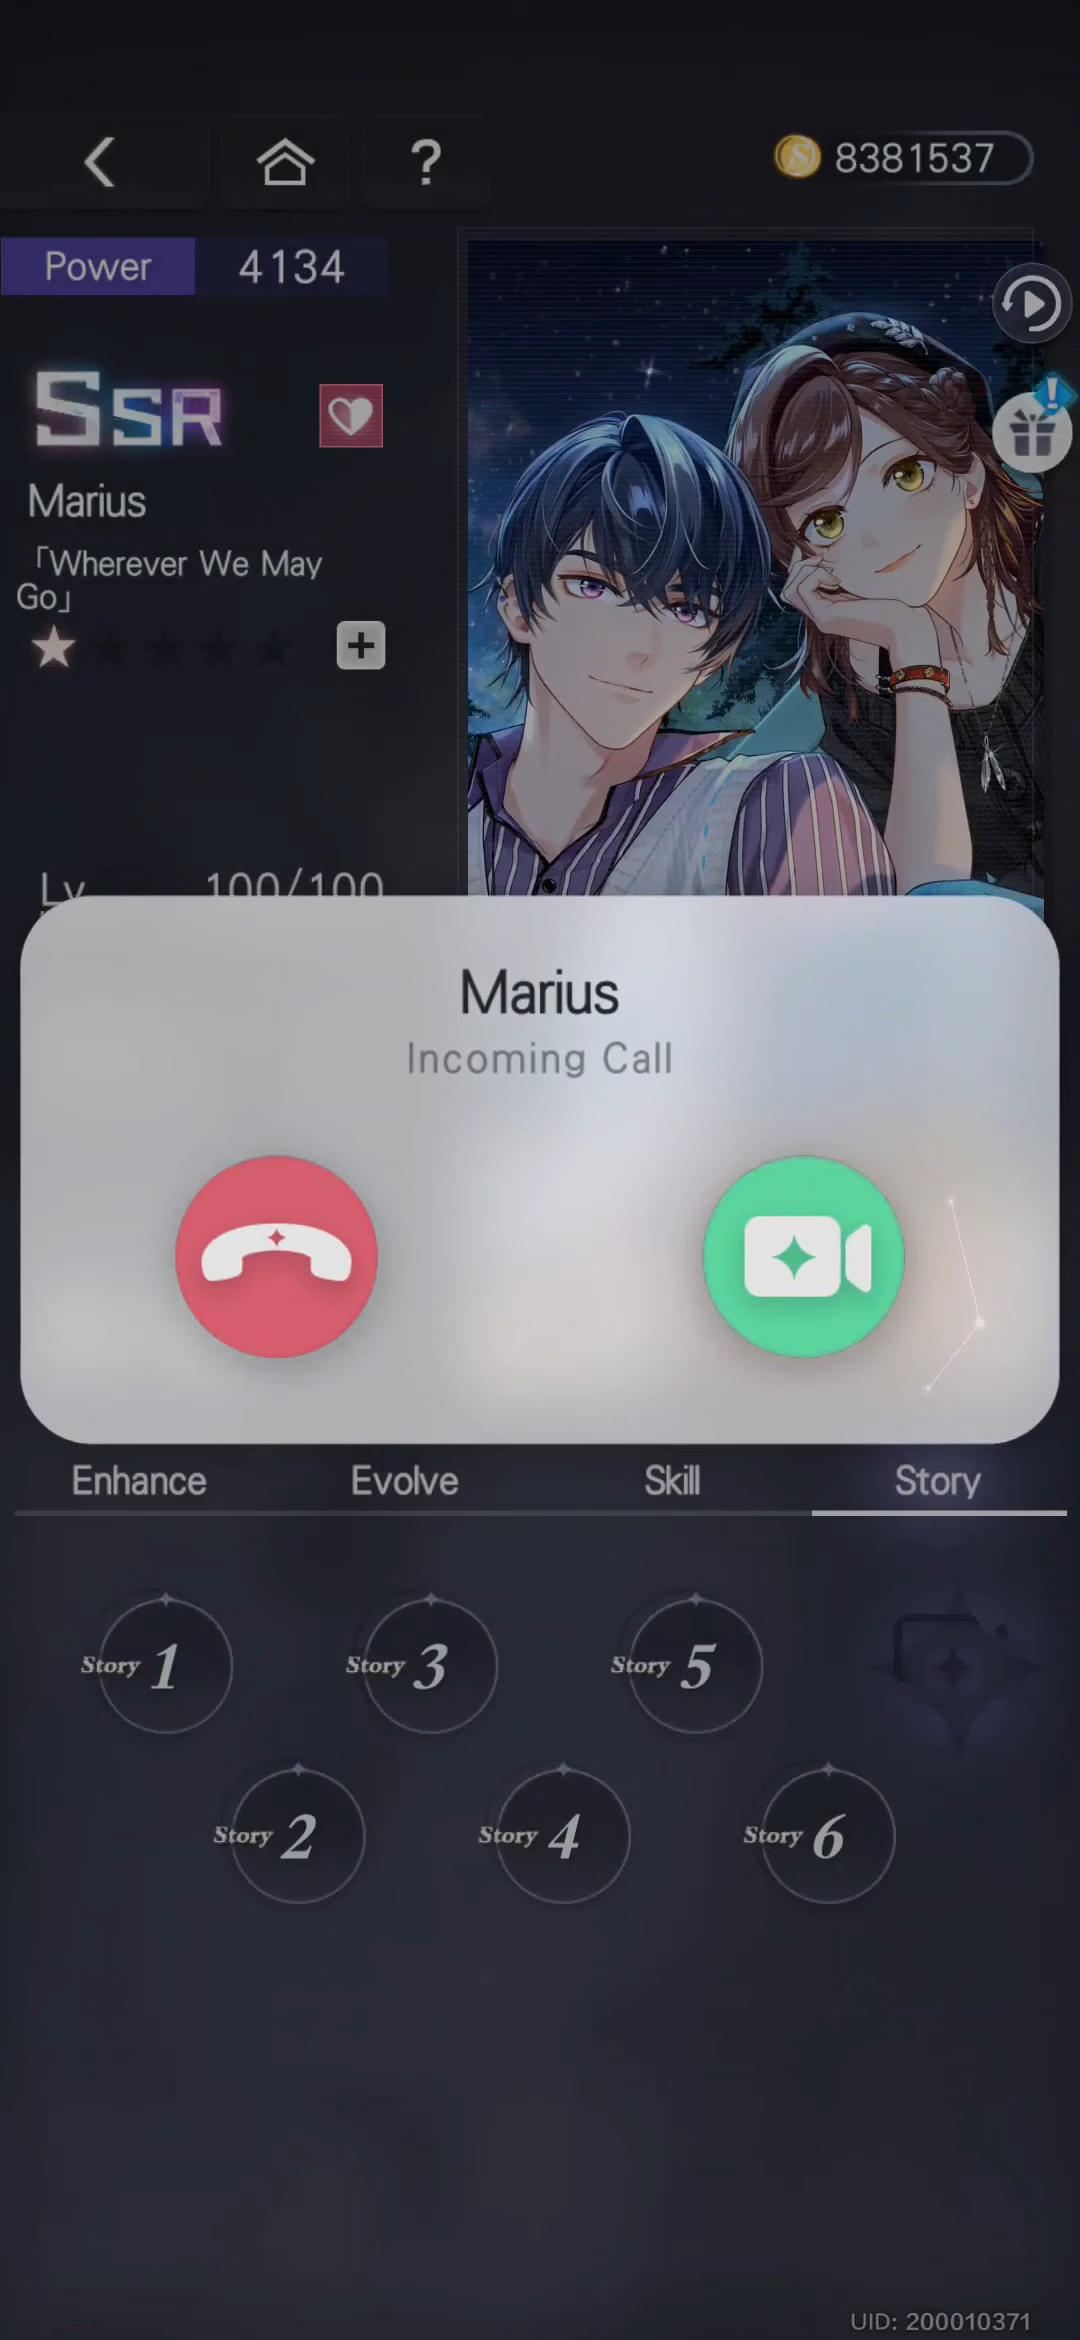 ?
8381537
Power 4134
SSR
Marius
「Wherever We May
Go」
Lv 100/100
Marius
Incoming Call
Enhance Evolve Skill Story
Story 1 Story 3 Story 5
Story 2 Story 4 Story 6
UID: 200010371